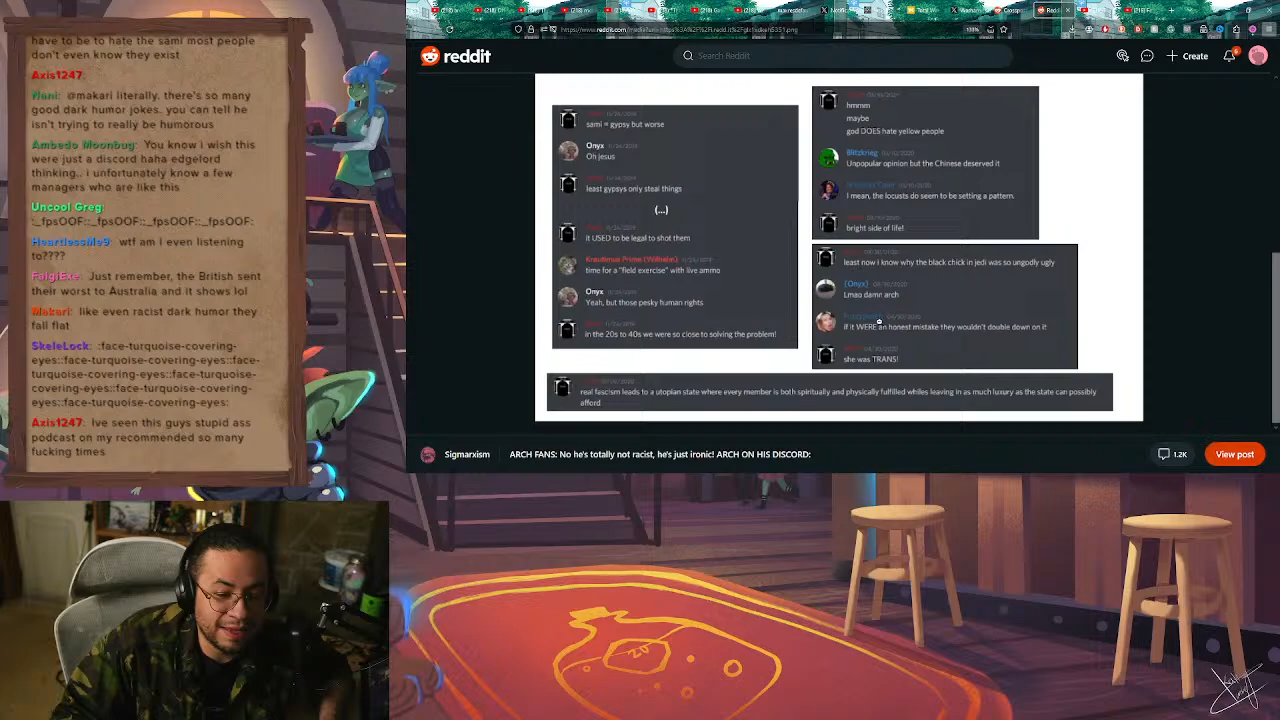 have to be to hate the sami most people
don't even know they exist
Axis1247:
Nani: @makari literally. there's so many
good dark humor jokes. you can tell he
isn't trying to really be humorous
Ambedo Moonbug: You know i wish this
were just a discord haha edgelord
thinking.. i unfortunately know a few
managers who are like this
Uncool Greg:
:_fpsOOF::_fpsOOF::_fpsOOF::_fpsOOF:
HeartlessMe9: wtf am i even listening
to????
FulgiExe: Just remember, the British sent
their worst to Australia and it shows lol
Makari: like even racist dark humor they
fall flat
SkeleLock: :face-turquoise-covering-
eyes::face-turquoise-covering-
eyes::face-turquoise-covering-
eyes::face-turquoise-covering-eyes:
Axis1247: Ive seen this guys stupid ass
podcast on my recommended so many
fucking times
reddit
Search Reddit
Create
sami = gypsy but worse
Onyx
Oh jesus
least gypsys only steal things
(...)
it USED to be legal to shot them
Krautimus Prime (Wilhelm)
time for a "field exercise" with live ammo
Onyx
Yeah, but those pesky human rights
in the 20s to 40s we were so close to solving the problem!
hmmm
maybe
god DOES hate yellow people
Blitzkrieg
Unpopular opinion but the Chinese deserved it
I mean, the locusts do seem to be setting a pattern.
bright side of life!
least now I know why the black chick in jedi was so ungodly ugly
(Onyx)
Lmao damn arch
if it WERE an honest mistake they wouldn't double down on it!
she was TRANS!
real fascism leads to a utopian state where every member is both spiritually and physically fulfilled whiles leaving in as much luxury as the state can possibly
afford
Sigmarxism
ARCH FANS: No he's totally not racist, he's just ironic! ARCH ON HIS DISCORD:
1.2K
View post
20